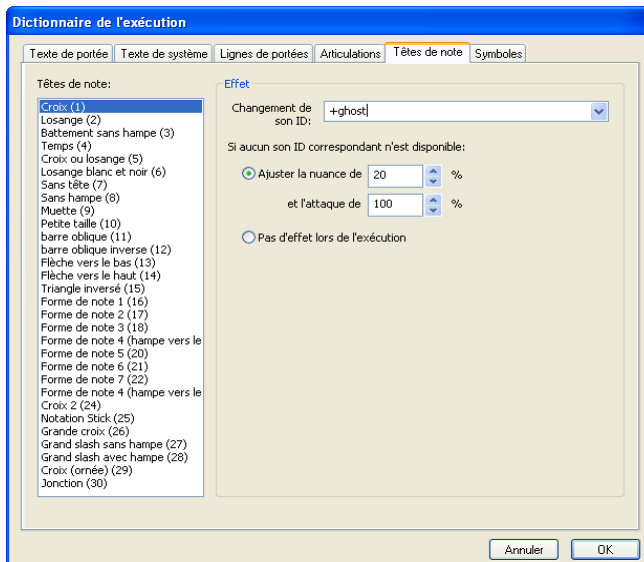 Dictionnaire de l'exécution
Texte de portée
Texte de système
Lignes de portées
Articulations
Têtes de note
Symboles
Têtes de note:
Croix (1)
Losange (2)
Battement sans hampe (3)
Temps (4)
Croix ou losange (5)
Losange blanc et noir (6)
Sans tête (7)
Sans hampe (8)
Muette (9)
Petite taille (10)
barre oblique (11)
barre oblique inverse (12)
Flèche vers le bas (13)
Flèche vers le haut (14)
Triangle inversé (15)
Forme de note 1 (16)
Forme de note 2 (17)
Forme de note 3 (18)
Forme de note 4 (hampe vers le
Forme de note 5 (20)
Forme de note 6 (21)
Forme de note 7 (22)
Forme de note 4 (hampe vers le
Croix 2 (24)
Notation Stick (25)
Grande croix (26)
Grand slash sans hampe (27)
Grand slash avec hampe (28)
Croix (ornée) (29)
Jonction (30)
Effet
Changement de
son ID:
+ghost
Si aucun son ID correspondant n'est disponible:
Ajuster la nuance de 20 %
et l'attaque de 100 %
Pas d'effet lors de l'exécution
Annuler
OK